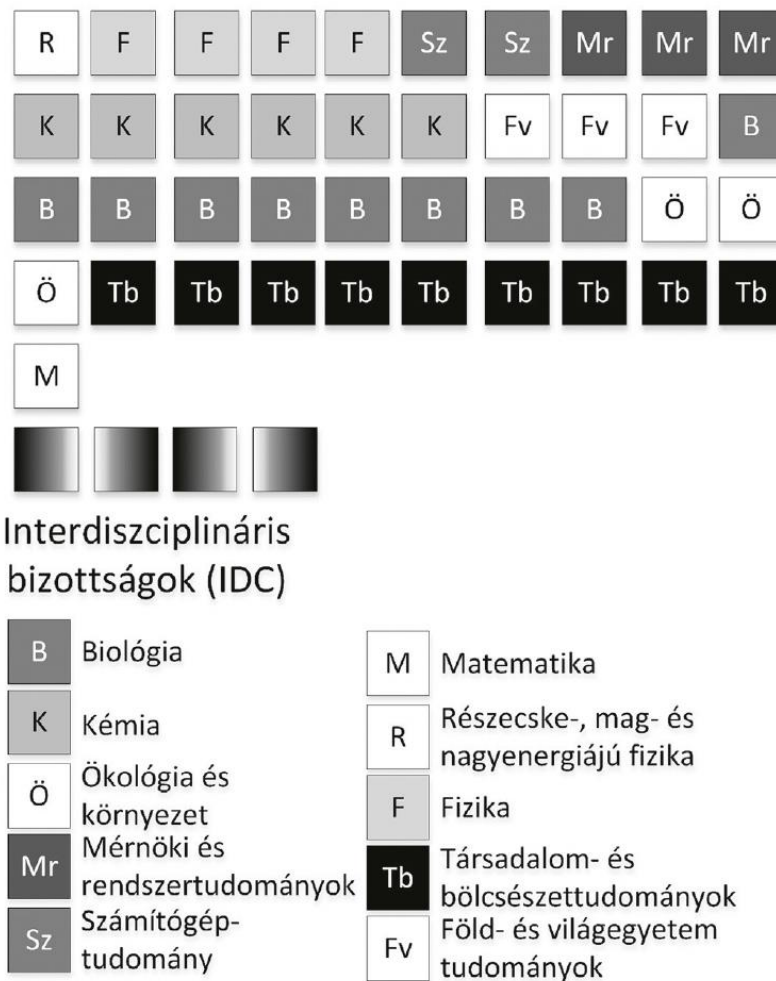 R F F F F Sz Sz Mr Mr Mr
K K K K K K Fv Fv Fv B
B B B B B B B B Ö Ö
Ö Tb Tb Tb Tb Tb Tb Tb Tb Tb
M
Interdiszciplináris
bizottságok (IDC)
B Biológia
K Kémia
Ö Ökológia és
környezet
Mr Mérnöki és
rendszertudományok
Sz Számítógép-
tudomány
M Matematika
R Részecske-, mag- és
nagyenergiájú fizika
F Fizika
Tb Társadalom- és
bölcsészettudományok
Fv Föld- és világegyetem
tudományok